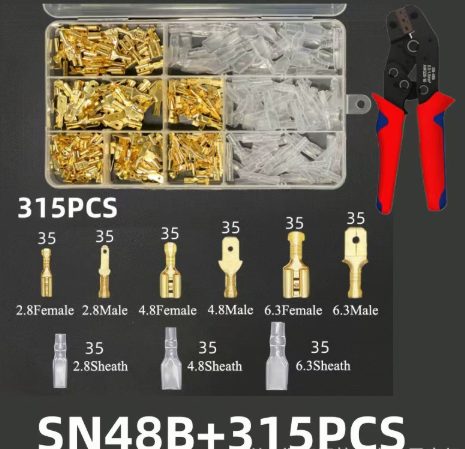 315PCS
35 35 35 35 35 35
2.8Female 2.8Male 4.8Female 4.8Male 6.3Female 6.3Male
35 35 35
2.8Sheath 4.8Sheath 6.3Sheath
SN48B+315PCS